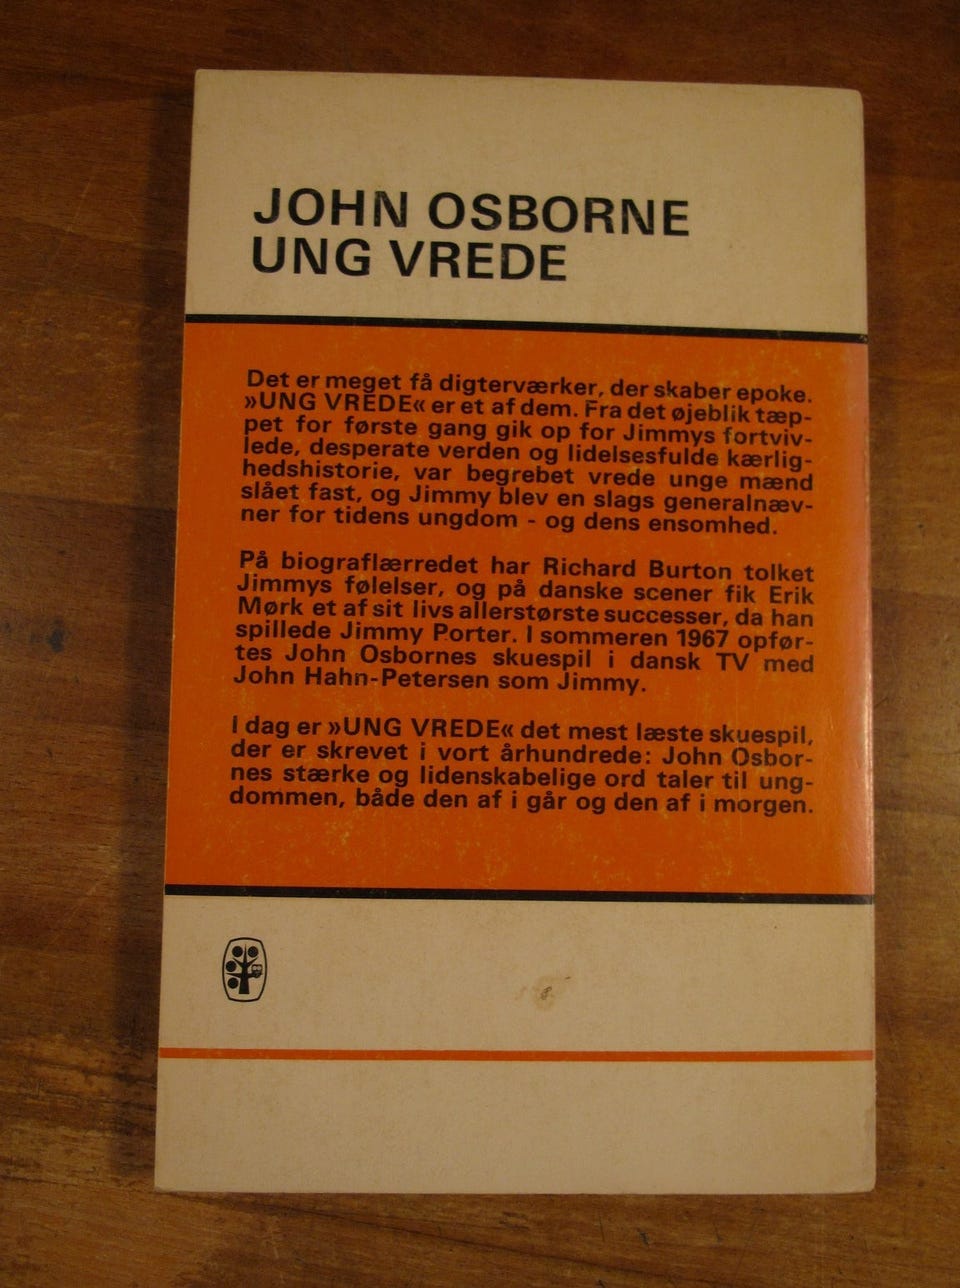 JOHN OSBORNE
UNG VREDE
Det er meget få digterværker, der skaber epoke.
»UNG VREDE« er et af dem. Fra det øjeblik tæp-
pet for første gang gik op for Jimmys fortviv-
lede, desperate verden og lidelsesfulde kærlig-
hedshistorie, var begrebet vrede unge mænd
slået fast, og Jimmy blev en slags generalnæv-
ner for tidens ungdom - og dens ensomhed.
På biograflærredet har Richard Burton tolket
Jimmys følelser, og på danske scener fik Erik
Mørk et af sit livs allerstørste successer, da han
spillede Jimmy Porter. I sommeren 1967 opfør-
tes John Osbornes skuespil i dansk TV med
John Hahn-Petersen som Jimmy.
I dag er »UNG VREDE« det mest læste skuespil,
der er skrevet i vort århundrede: John Osbor-
nes stærke og lidenskabelige ord taler til ung-
dommen, både den af i går og den af i morgen.